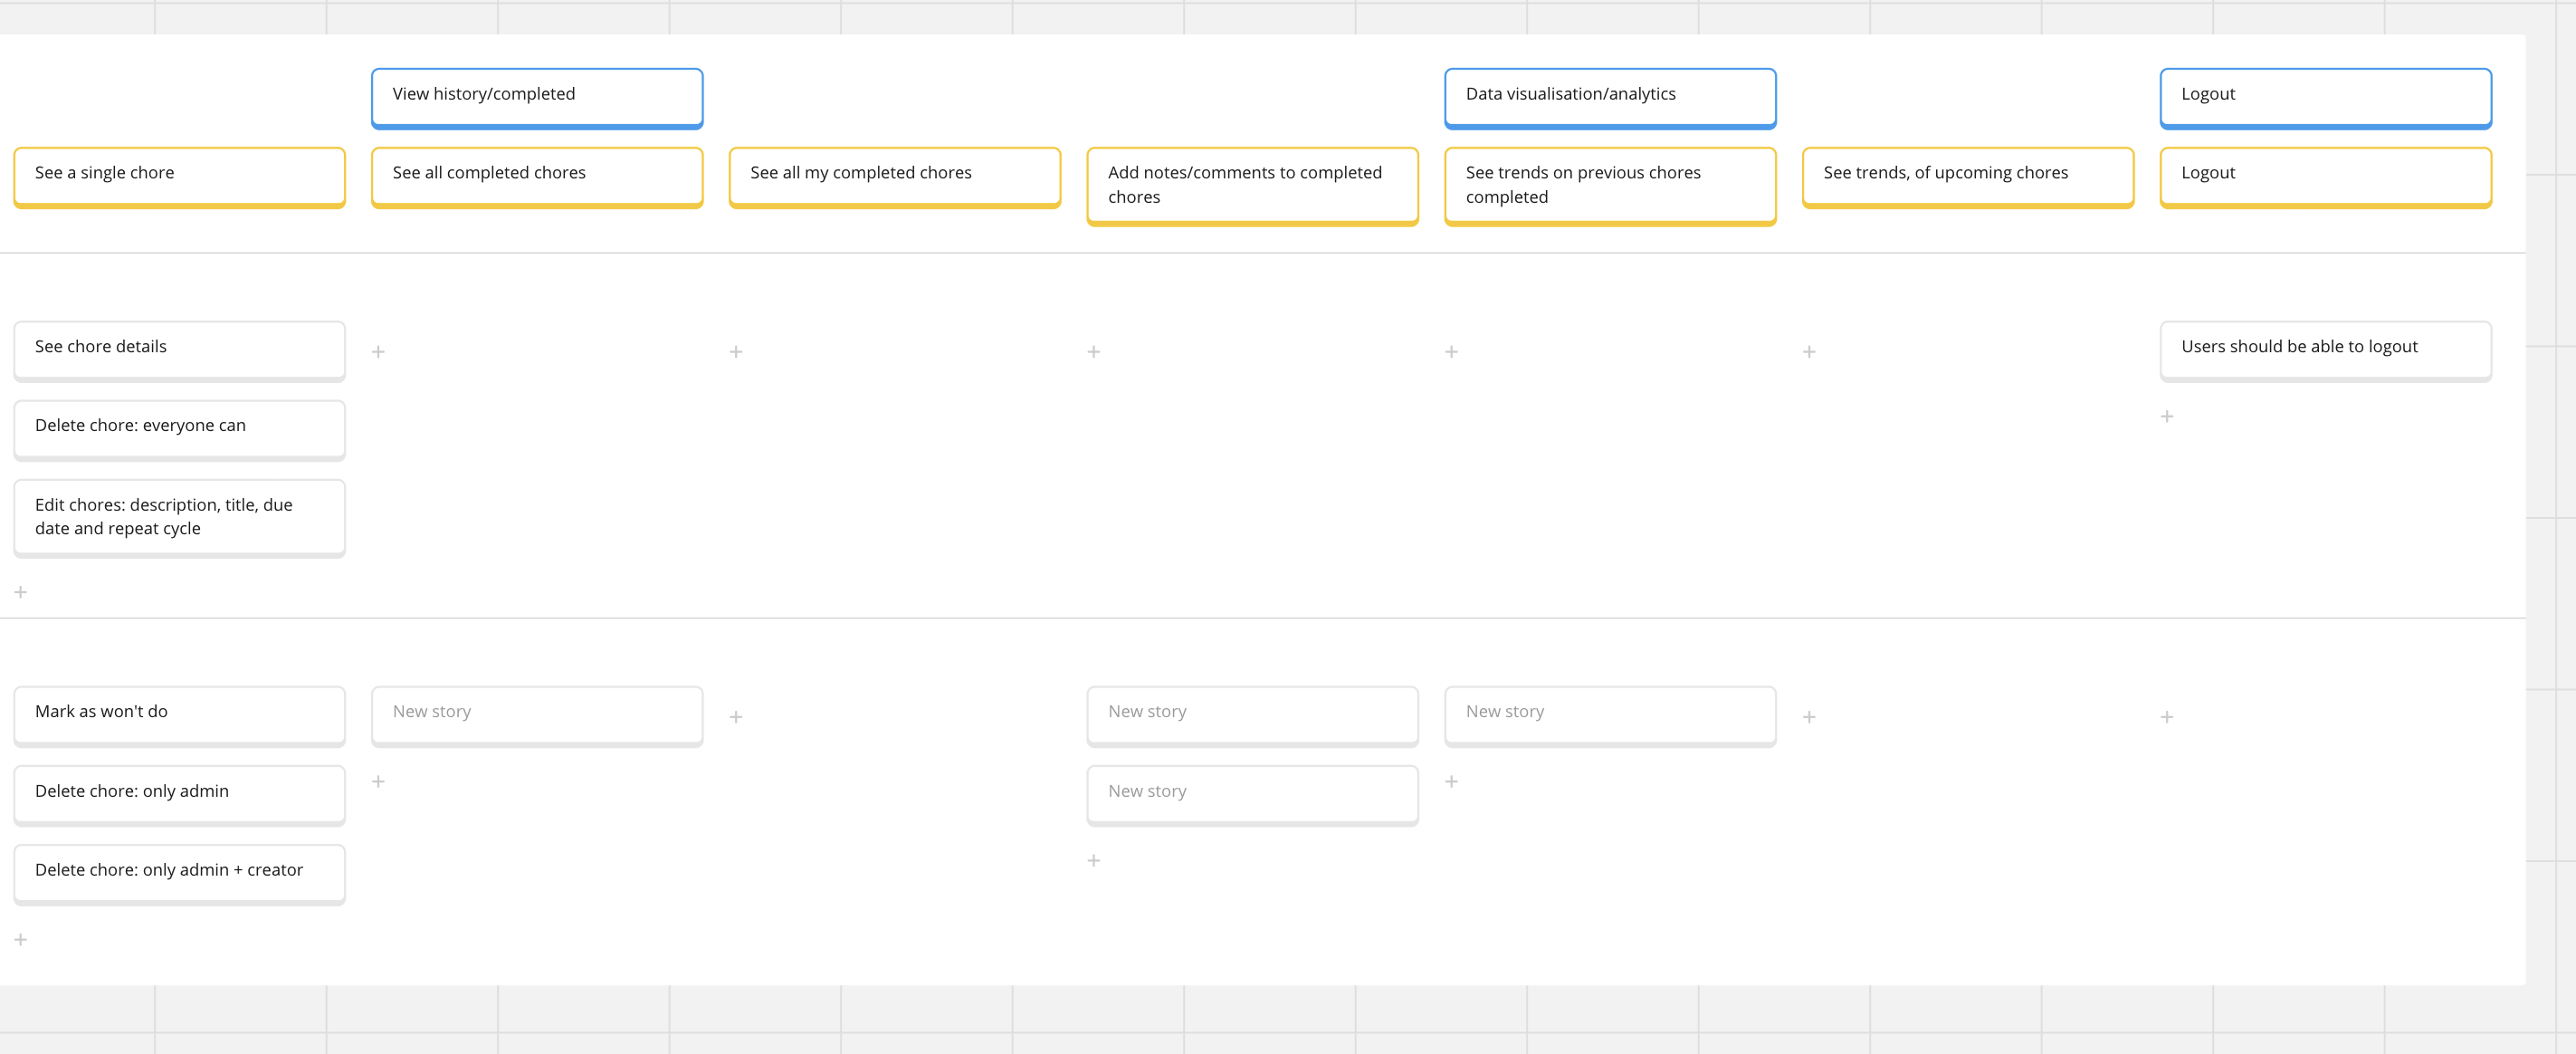 View history/completed
Data visualisation/analytics
Logout
See a single chore
See all completed chores
See all my completed chores
Add notes/comments to completed
chores
See trends on previous chores
completed
See trends, of upcoming chores
Logout
See chore details
Users should be able to logout
Delete chore: everyone can
Edit chores: description, title, due
date and repeat cycle
Mark as won't do
New story
New story
New story
Delete chore: only admin
New story
Delete chore: only admin + creator